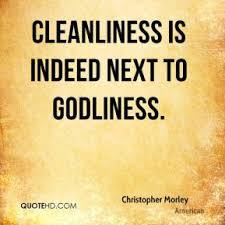 CLEANLINESS IS
INDEED NEXT TO
GODLINESS.
Christopher Morley
American
QUOTEHD.COM